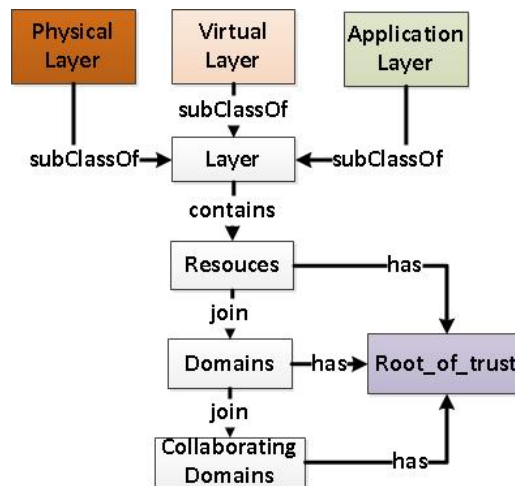 Physical
Layer
Virtual
Layer
Application
Layer
subClassOf
subClassOf
Layer
subClassOf
contains
Resouces
has
join
Domains
has
Root_of_trust
join
Collaborating
Domains
has